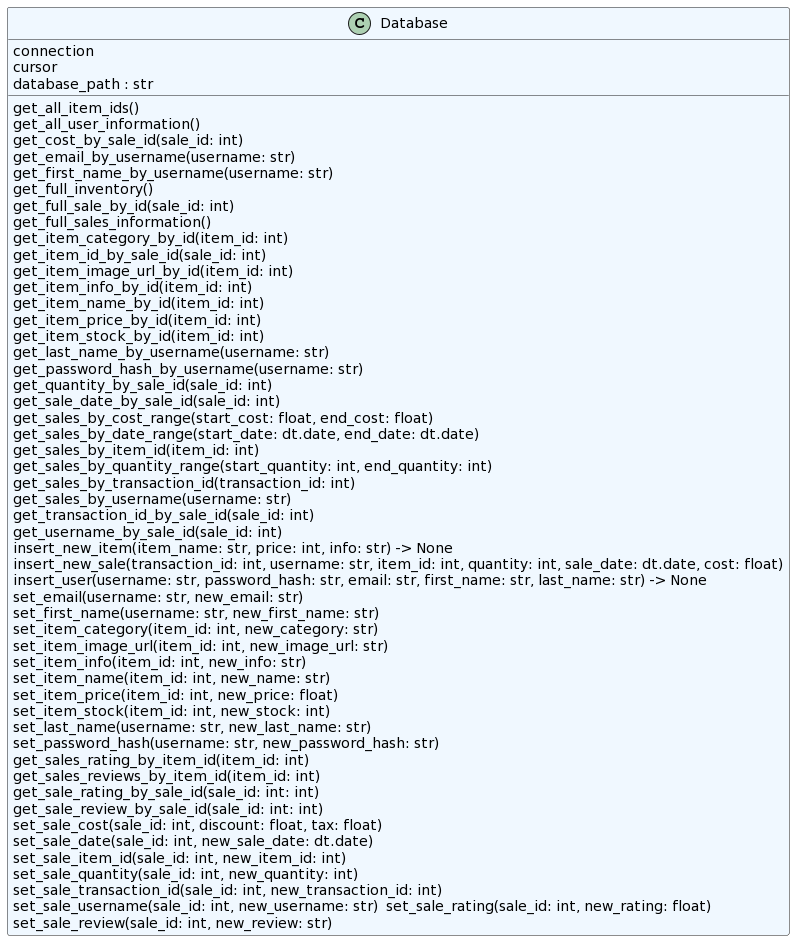 C Database
connection
cursor
database_path : str
get_all_item_ids()
get_all_user_information()
get_cost_by_sale_id(sale_id: int)
get_email_by_username(username: str)
get_first_name_by_username(username: str)
get_full_inventory()
get_full_sale_by_id(sale_id: int)
get_full_sales_information()
get_item_category_by_id(item_id: int)
get_item_id_by_sale_id(sale_id: int)
get_item_image_url_by_id(item_id: int)
get_item_info_by_id(item_id: int)
get_item_name_by_id(item_id: int)
get_item_price_by_id(item_id: int)
get_item_stock_by_id(item_id: int)
get_last_name_by_username(username: str)
get_password_hash_by_username(username: str)
get_quantity_by_sale_id(sale_id: int)
get_sale_date_by_sale_id(sale_id: int)
get_sales_by_cost_range(start_cost: float, end_cost: float)
get_sales_by_date_range(start_date: dt.date, end_date: dt.date)
get_sales_by_item_id(item_id: int)
get_sales_by_quantity_range(start_quantity: int, end_quantity: int)
get_sales_by_transaction_id(transaction_id: int)
get_sales_by_username(username: str)
get_transaction_id_by_sale_id(sale_id: int)
get_username_by_sale_id(sale_id: int)
insert_new_item(item_name: str, price: int, info: str) -> None
insert_new_sale(transaction_id: int, username: str, item_id: int, quantity: int, sale_date: dt.date, cost: float)
insert_user(username: str, password_hash: str, email: str, first_name: str, last_name: str) -> None
set_email(username: str, new_email: str)
set_first_name(username: str, new_first_name: str)
set_item_category(item_id: int, new_category: str)
set_item_image_url(item_id: int, new_image_url: str)
set_item_info(item_id: int, new_info: str)
set_item_name(item_id: int, new_name: str)
set_item_price(item_id: int, new_price: float)
set_item_stock(item_id: int, new_stock: int)
set_last_name(username: str, new_last_name: str)
set_password_hash(username: str, new_password_hash: str)
get_sales_rating_by_item_id(item_id: int)
get_sales_reviews_by_item_id(item_id: int)
get_sale_rating_by_sale_id(sale_id: int: int)
get_sale_review_by_sale_id(sale_id: int: int)
set_sale_cost(sale_id: int, discount: float, tax: float)
set_sale_date(sale_id: int, new_sale_date: dt.date)
set_sale_item_id(sale_id: int, new_item_id: int)
set_sale_quantity(sale_id: int, new_quantity: int)
set_sale_transaction_id(sale_id: int, new_transaction_id: int)
set_sale_username(sale_id: int, new_username: str)  set_sale_rating(sale_id: int, new_rating: float)
set_sale_review(sale_id: int, new_review: str)